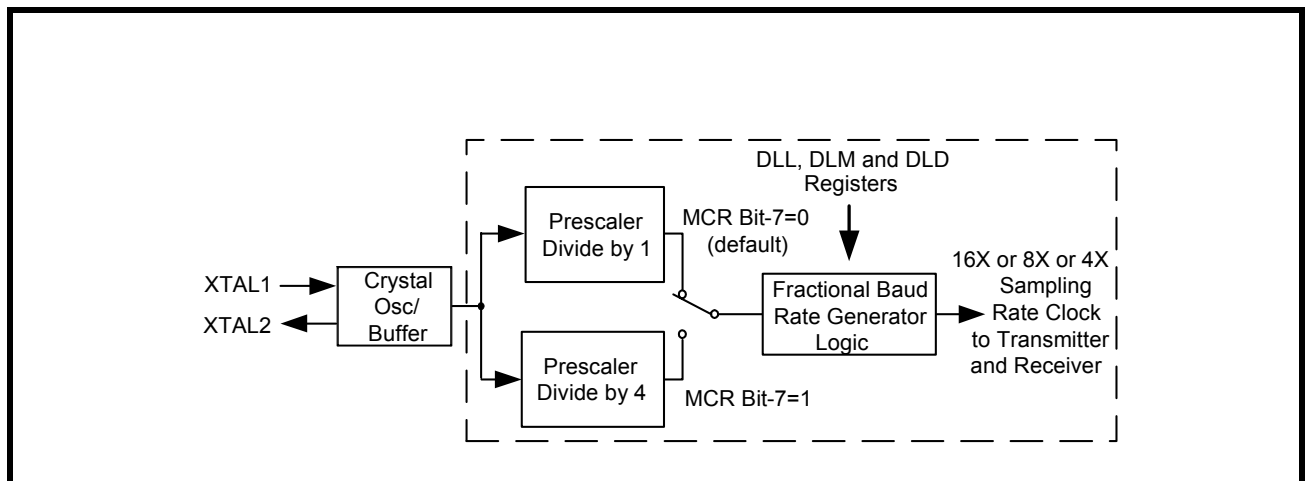 XTAL1
XTAL2
Crystal
Osc/
Buffer
Prescaler
Divide by 1
Prescaler
Divide by 4
MCR Bit-7=0
(default)
MCR Bit-7=1
DLL, DLM and DLD
Registers
Fractional Baud
Rate Generator
Logic
16X or 8X or 4X
Sampling
Rate Clock
to Transmitter
and Receiver